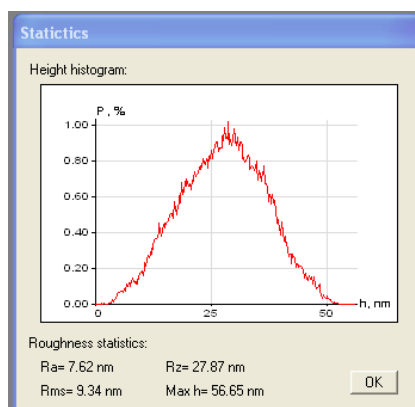 Statictics
Height histogram:
P, %
1.00
0.80
0.60
0.40
0.20
0.00
0 25 50 h, nm
Roughness statistics:
Ra= 7.62 nm Rz= 27.87 nm
Rms= 9.34 nm Max h= 56.65 nm
OK